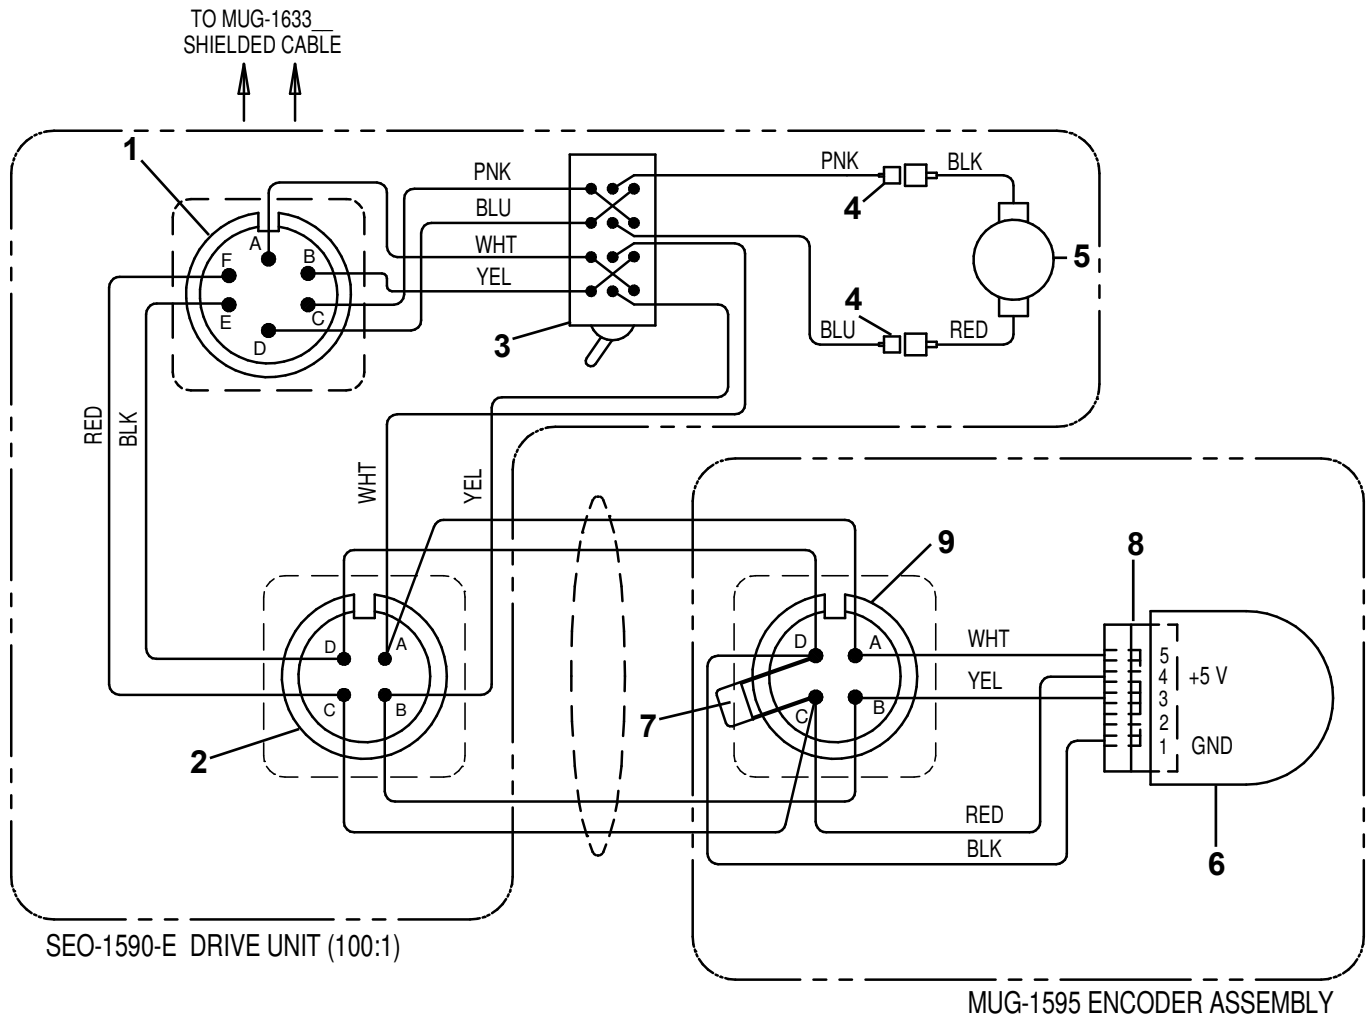 TO MUG-1633__
SHIELDED CABLE
1
PNK
BLU
WHT
YEL
3
PNK
BLK
4
5
4
BLU
RED
A
B
F
E
C
D
RED
BLK
WHT
YEL
D
A
C
B
2
9
8
D
A
C
B
7
WHT
YEL
5
4
+5 V
3
2
1
GND
RED
BLK
6
SEO-1590-E DRIVE UNIT (100:1)
MUG-1595 ENCODER ASSEMBLY